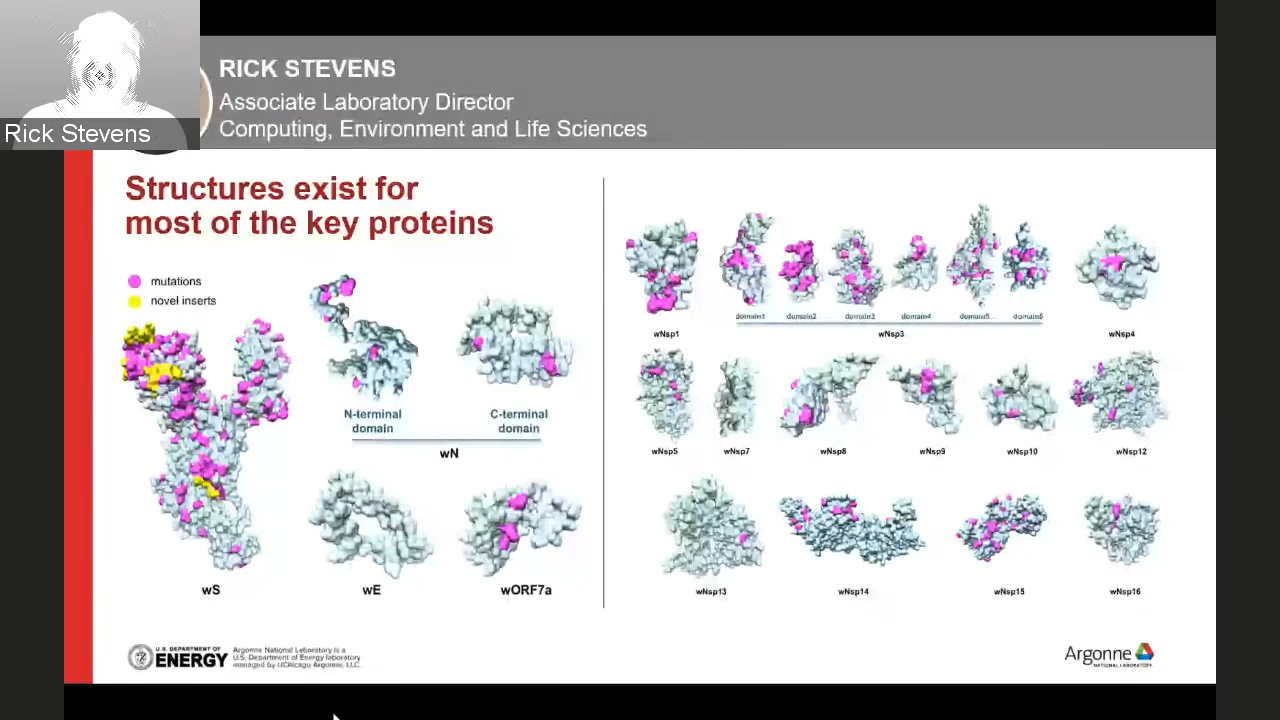 RICK STEVENS
Associate Laboratory Director
Computing, Environment and Life Sciences
Rick Stevens
Structures exist for
most of the key proteins
mutations
novel inserts
N-terminal
domain
C-terminal
domain
wN
wS
wE
wORF7a
domain1
domain2
domain3
domain4
domain5
domain6
wNsp1
wNsp3
wNsp4
wNsp5
wNsp7
wNsp8
wNsp9
wNsp10
wNsp12
wNsp13
wNsp14
wNsp15
wNsp16
U.S. DEPARTMENT OF
ENERGY
Argonne National Laboratory is a
U.S. Department of Energy laboratory
managed by UChicago Argonne, LLC.
Argonne
NATIONAL LABORATORY